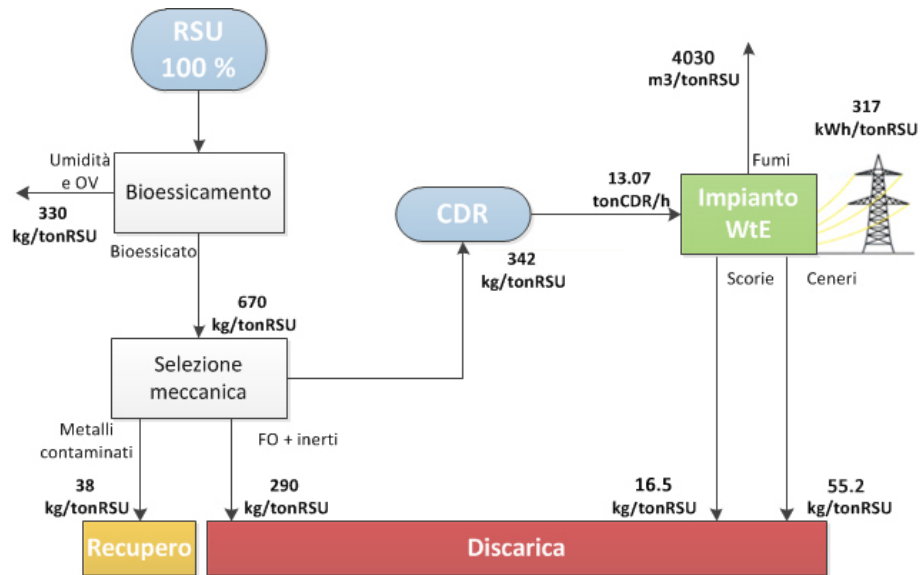 RSU
100 %
4030
m3/tonRSU
317
kWh/tonRSU
Umidità
e OV
330
kg/tonRSU
Bioessicamento
Fumi
13.07
tonCDR/h
CDR
Impianto
WtE
Bioessicato
342
kg/tonRSU
Scorie
Ceneri
670
kg/tonRSU
Selezione
meccanica
Metalli
contaminati
FO + inerti
38
kg/tonRSU
290
kg/tonRSU
16.5
kg/tonRSU
55.2
kg/tonRSU
Recupero
Discarica